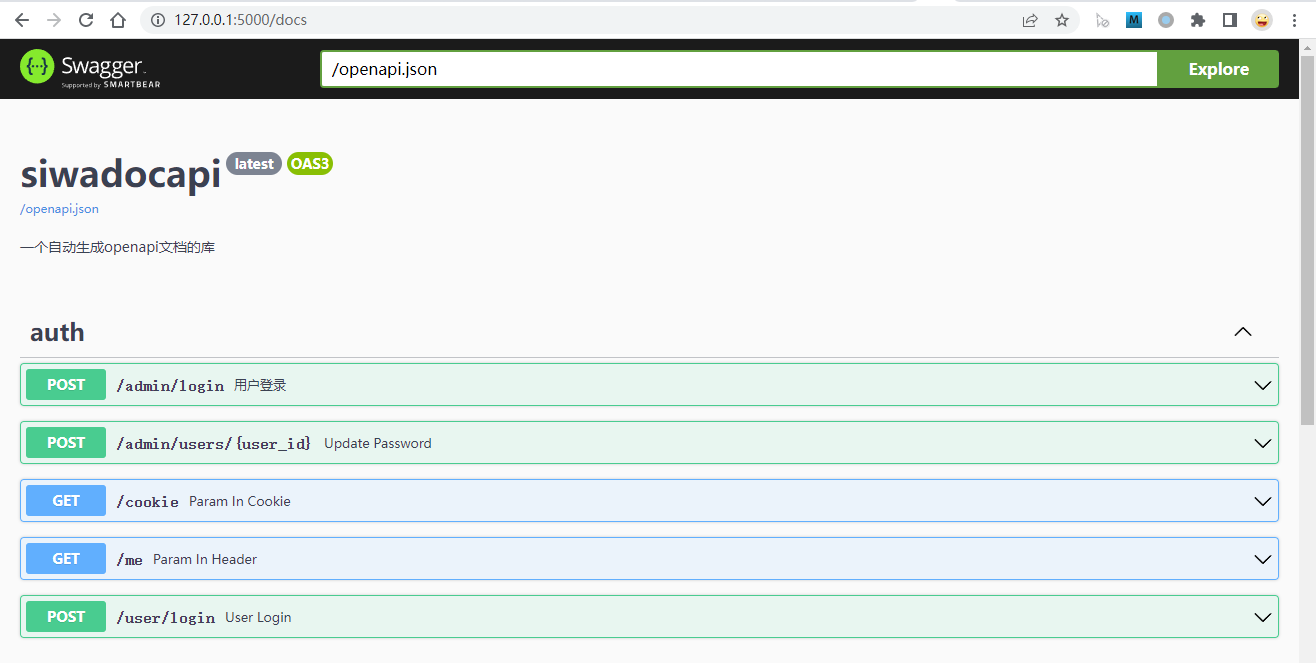 127.0.0.1:5000/docs
M
{··} Swagger
Supported by SMARTBEAR
/openapi.json
Explore
siwadocapi latest OAS3
/openapi.json
一个自动生成openapi文档的库
auth
POST /admin/login 用户登录
POST /admin/users/{user_id} Update Password
GET /cookie Param In Cookie
GET /me Param In Header
POST /user/login User Login